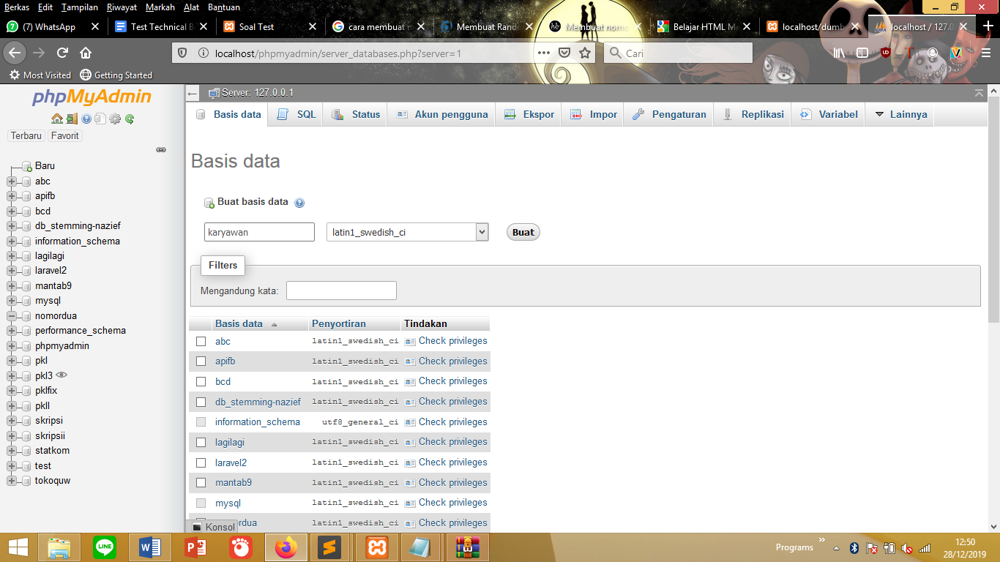 Berkas Edit Tampilan Riwayat Markah Alat Bantuan
(7) WhatsApp Test Technical B Soal Test cara membuat r Membuat Rand Membuat nomo Belajar HTML M localhost/dumb localhost / 127.0
localhost/phpmyadmin/server_databases.php?server=1 Cari
Most Visited Getting Started
phpMyAdmin
Terbaru Favorit
Baru
abc
apifb
bcd
db_stemming-nazief
information_schema
lagilagi
laravel2
mantab9
mysql
nomordua
performance_schema
phpmyadmin
pkl
pkl3
pklfix
pkll
skripsi
skripsii
statkom
test
tokoquw
Server: 127.0.0.1
Basis data SQL Status Akun pengguna Ekspor Impor Pengaturan Replikasi Variabel Lainnya
Basis data
Buat basis data
karyawan latin1_swedish_ci Buat
Filters
Mengandung kata:
Basis data Penyortiran Tindakan
abc latin1_swedish_ci Check privileges
apifb latin1_swedish_ci Check privileges
bcd latin1_swedish_ci Check privileges
db_stemming-nazief latin1_swedish_ci Check privileges
information_schema utf8_general_ci Check privileges
lagilagi latin1_swedish_ci Check privileges
laravel2 latin1_swedish_ci Check privileges
mantab9 latin1_swedish_ci Check privileges
mysql latin1_swedish_ci Check privileges
ordua latin1_swedish_ci Check privileges
Konsol
LINE
Programs
12:50
28/12/2019